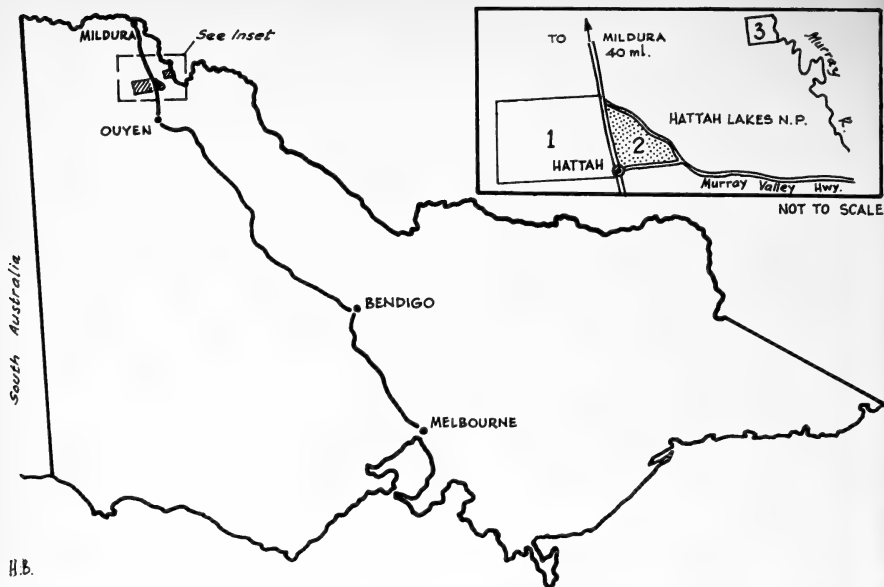 MILDURA
See Inset
OUYEN
South Australia
BENDIGO
MELBOURNE
H.B.
TO MILDURA
40 ml.
3
Murray
R.
HATTAH LAKES N.P.
1
2
HATTAH
Murray Valley Hwy.
NOT TO SCALE